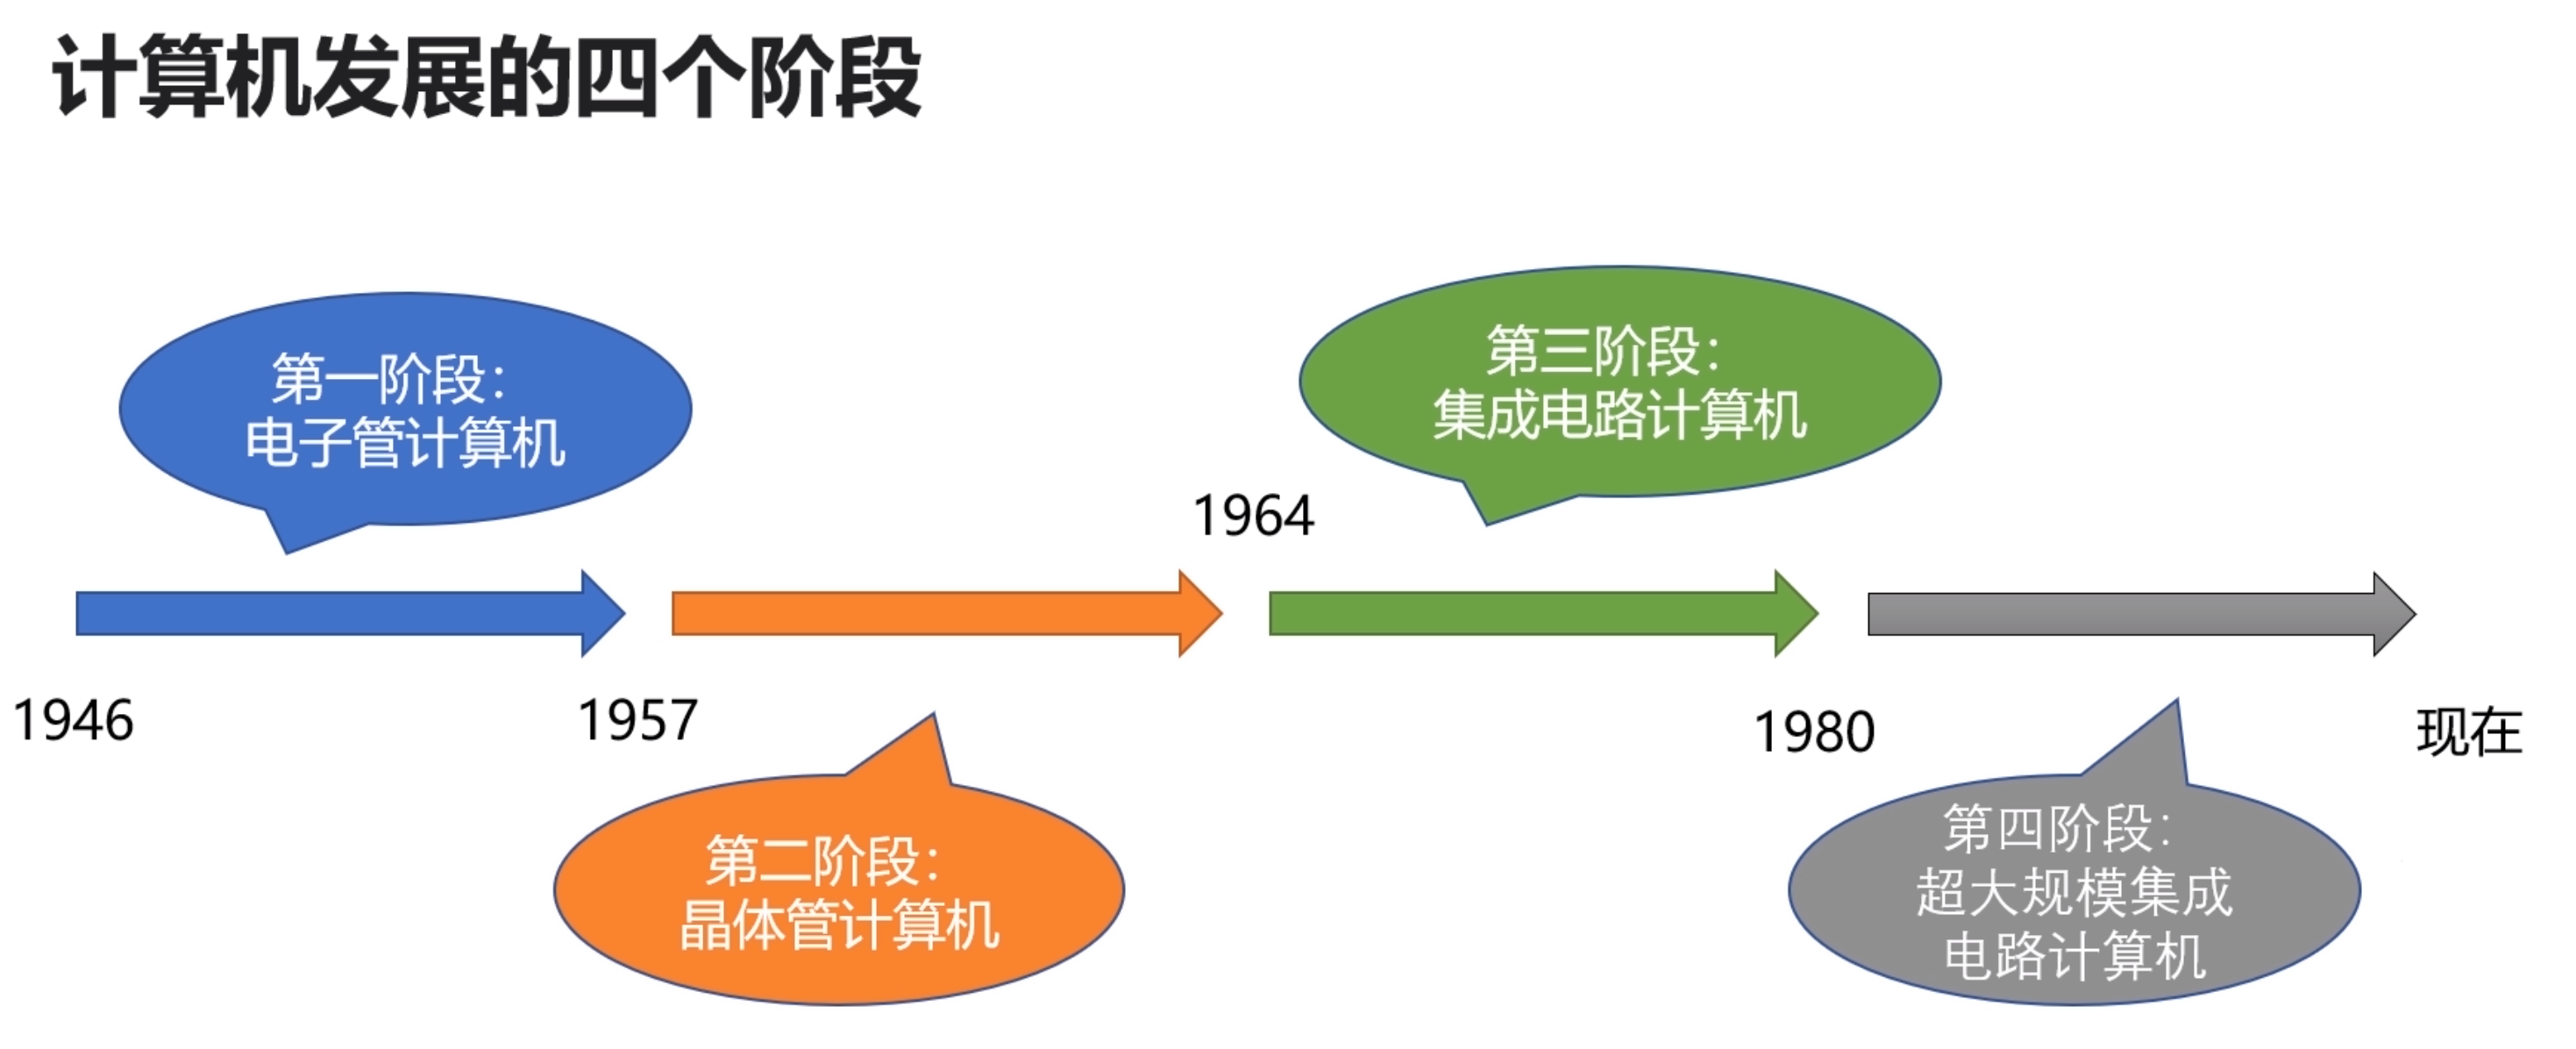 计算机发展的四个阶段
第一阶段：
电子管计算机
第三阶段：
集成电路计算机
1964
1946
1957
1980
现在
第二阶段：
晶体管计算机
第四阶段：
超大规模集成
电路计算机